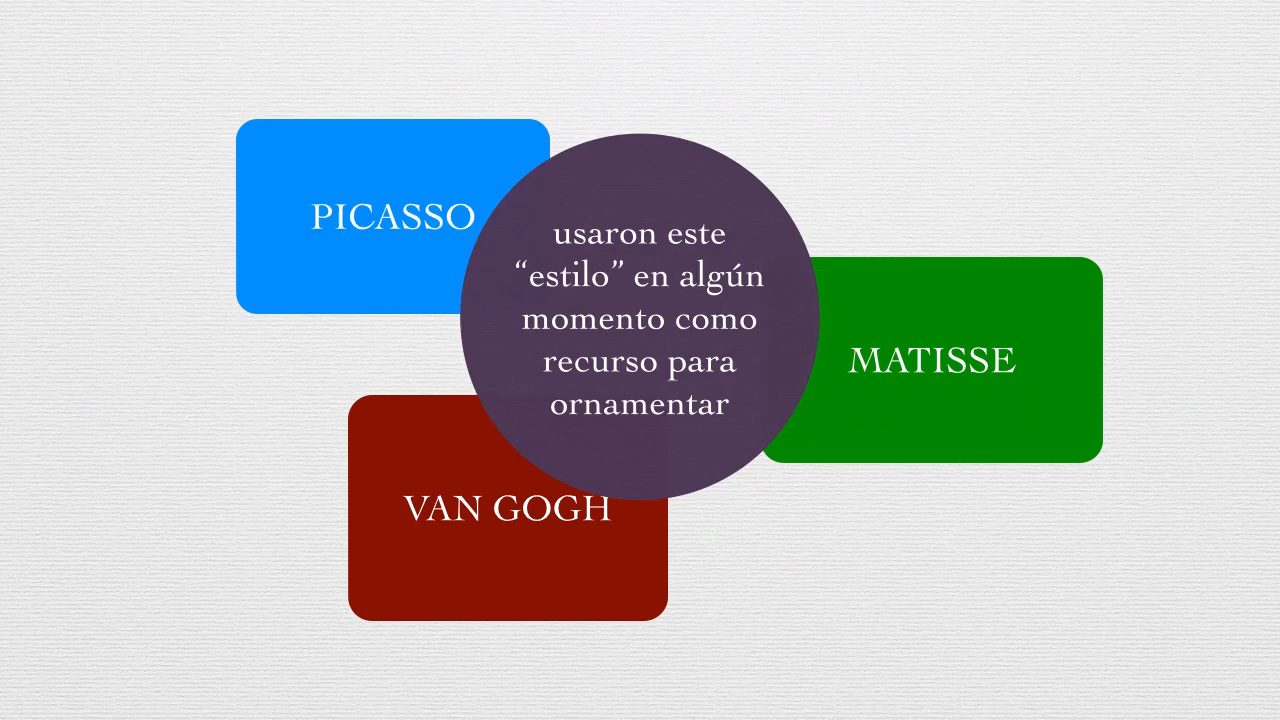 PICASSO
usaron este
“estilo” en algún
momento como
recurso para
ornamentar
MATISSE
VAN GOGH